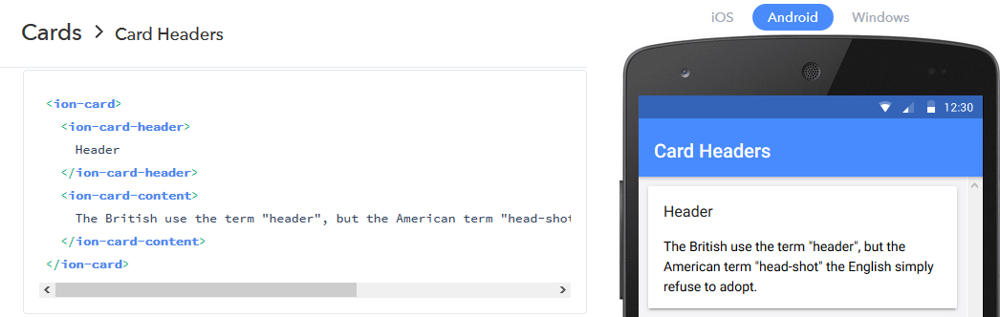 Cards > Card Headers
<ion-card>
<ion-card-header>
Header
</ion-card-header>
<ion-card-content>
The British use the term "header", but the American term "head-shot
</ion-card-content>
</ion-card>
iOS Android Windows
12:30
Card Headers
Header
The British use the term "header", but the
American term "head-shot" the English simply
refuse to adopt.